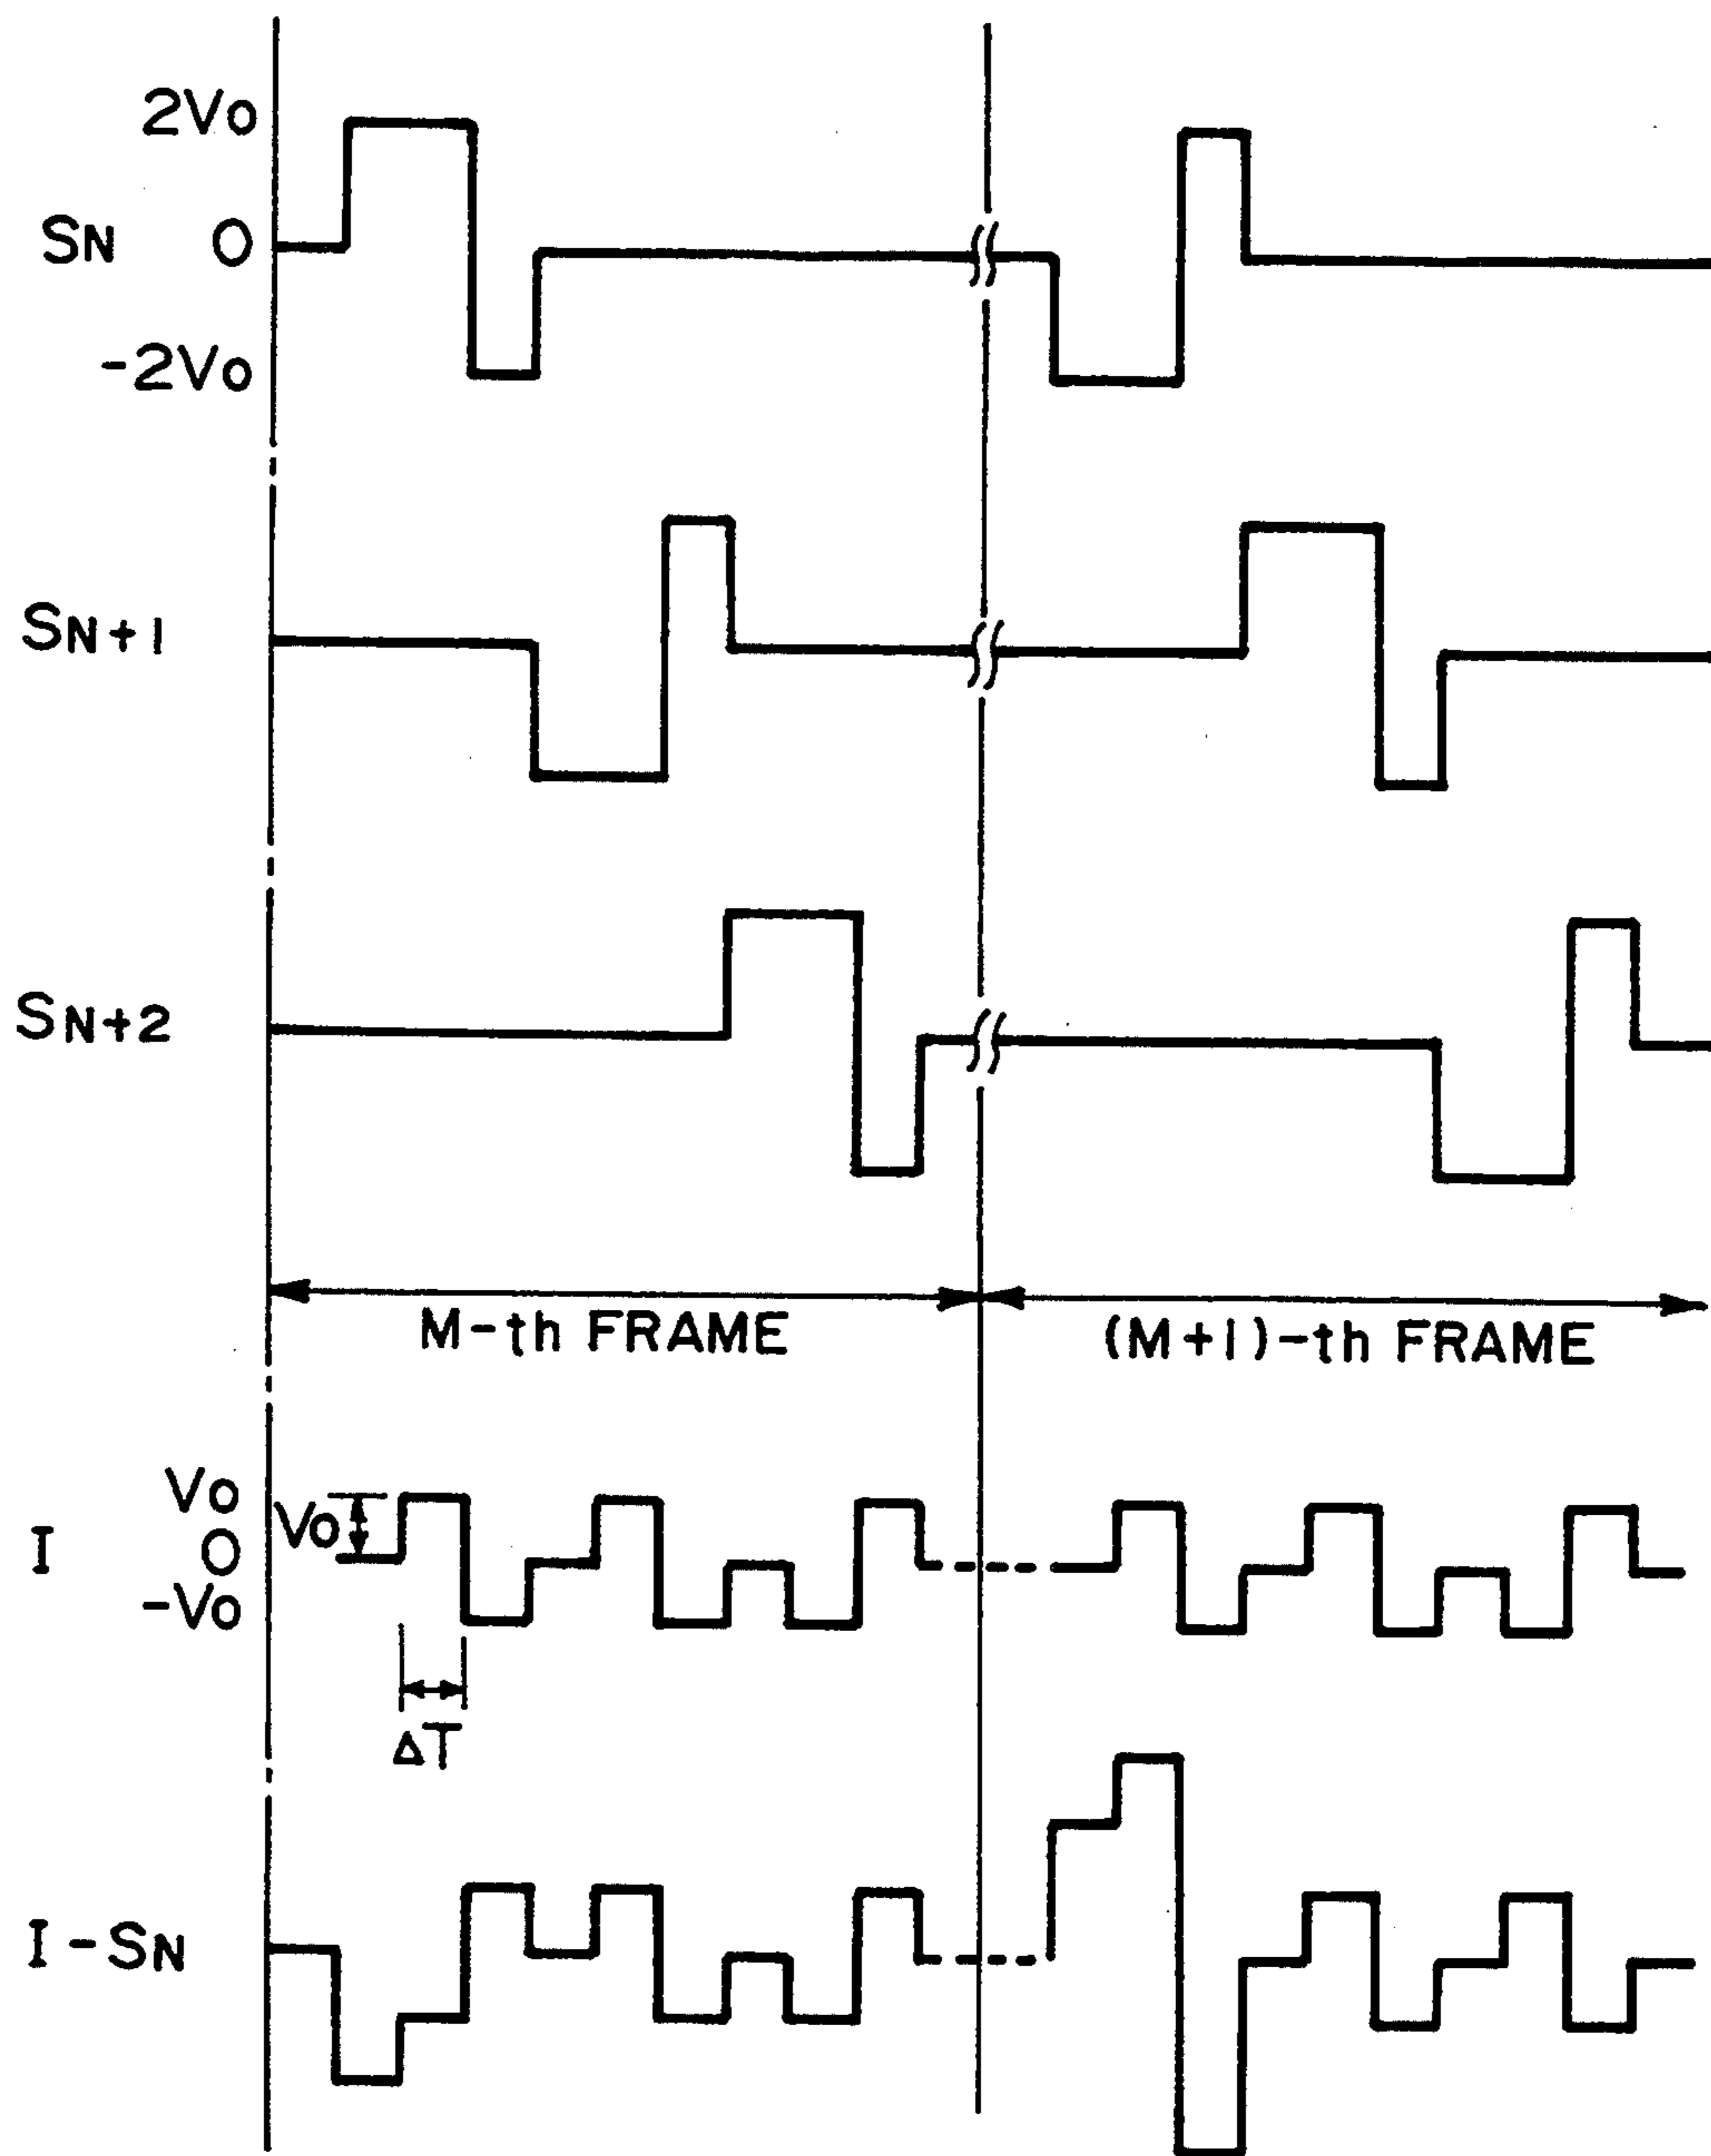 2Vo
SN 0
-2Vo
SN+1
SN+2
M-th FRAME
(M+1)-th FRAME
Vo
Vo
I 0
-Vo
ΔT
I-SN